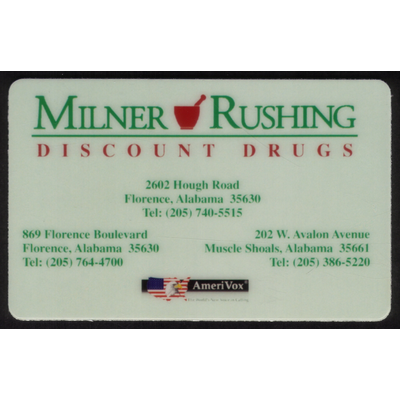 MILNER RUSHING
DISCOUNT DRUGS
2602 Hough Road
Florence, Alabama 35630
Tel: (205) 740-5515
869 Florence Boulevard
Florence, Alabama 35630
Tel: (205) 764-4700
202 W. Avalon Avenue
Muscle Shoals, Alabama 35661
Tel: (205) 386-5220
AmeriVox®